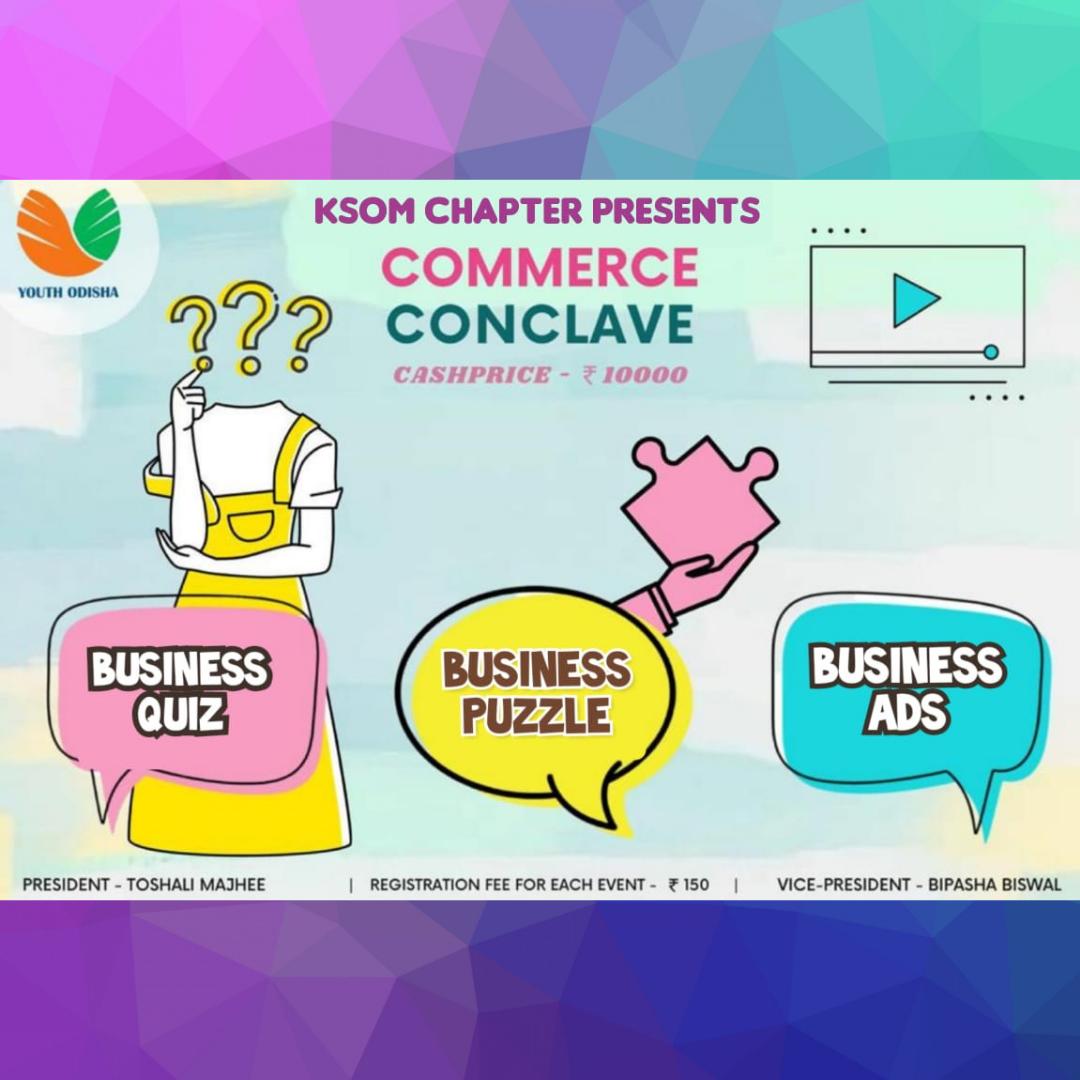 YOUTH ODISHA
KSOM CHAPTER PRESENTS
COMMERCE
CONCLAVE
CASHPRICE - ₹ 10000
???
BUSINESS
QUIZ
BUSINESS
PUZZLE
BUSINESS
ADS
PRESIDENT - TOSHALI MAJHEE | REGISTRATION FEE FOR EACH EVENT - ₹ 150 | VICE-PRESIDENT - BIPASHA BISWAL